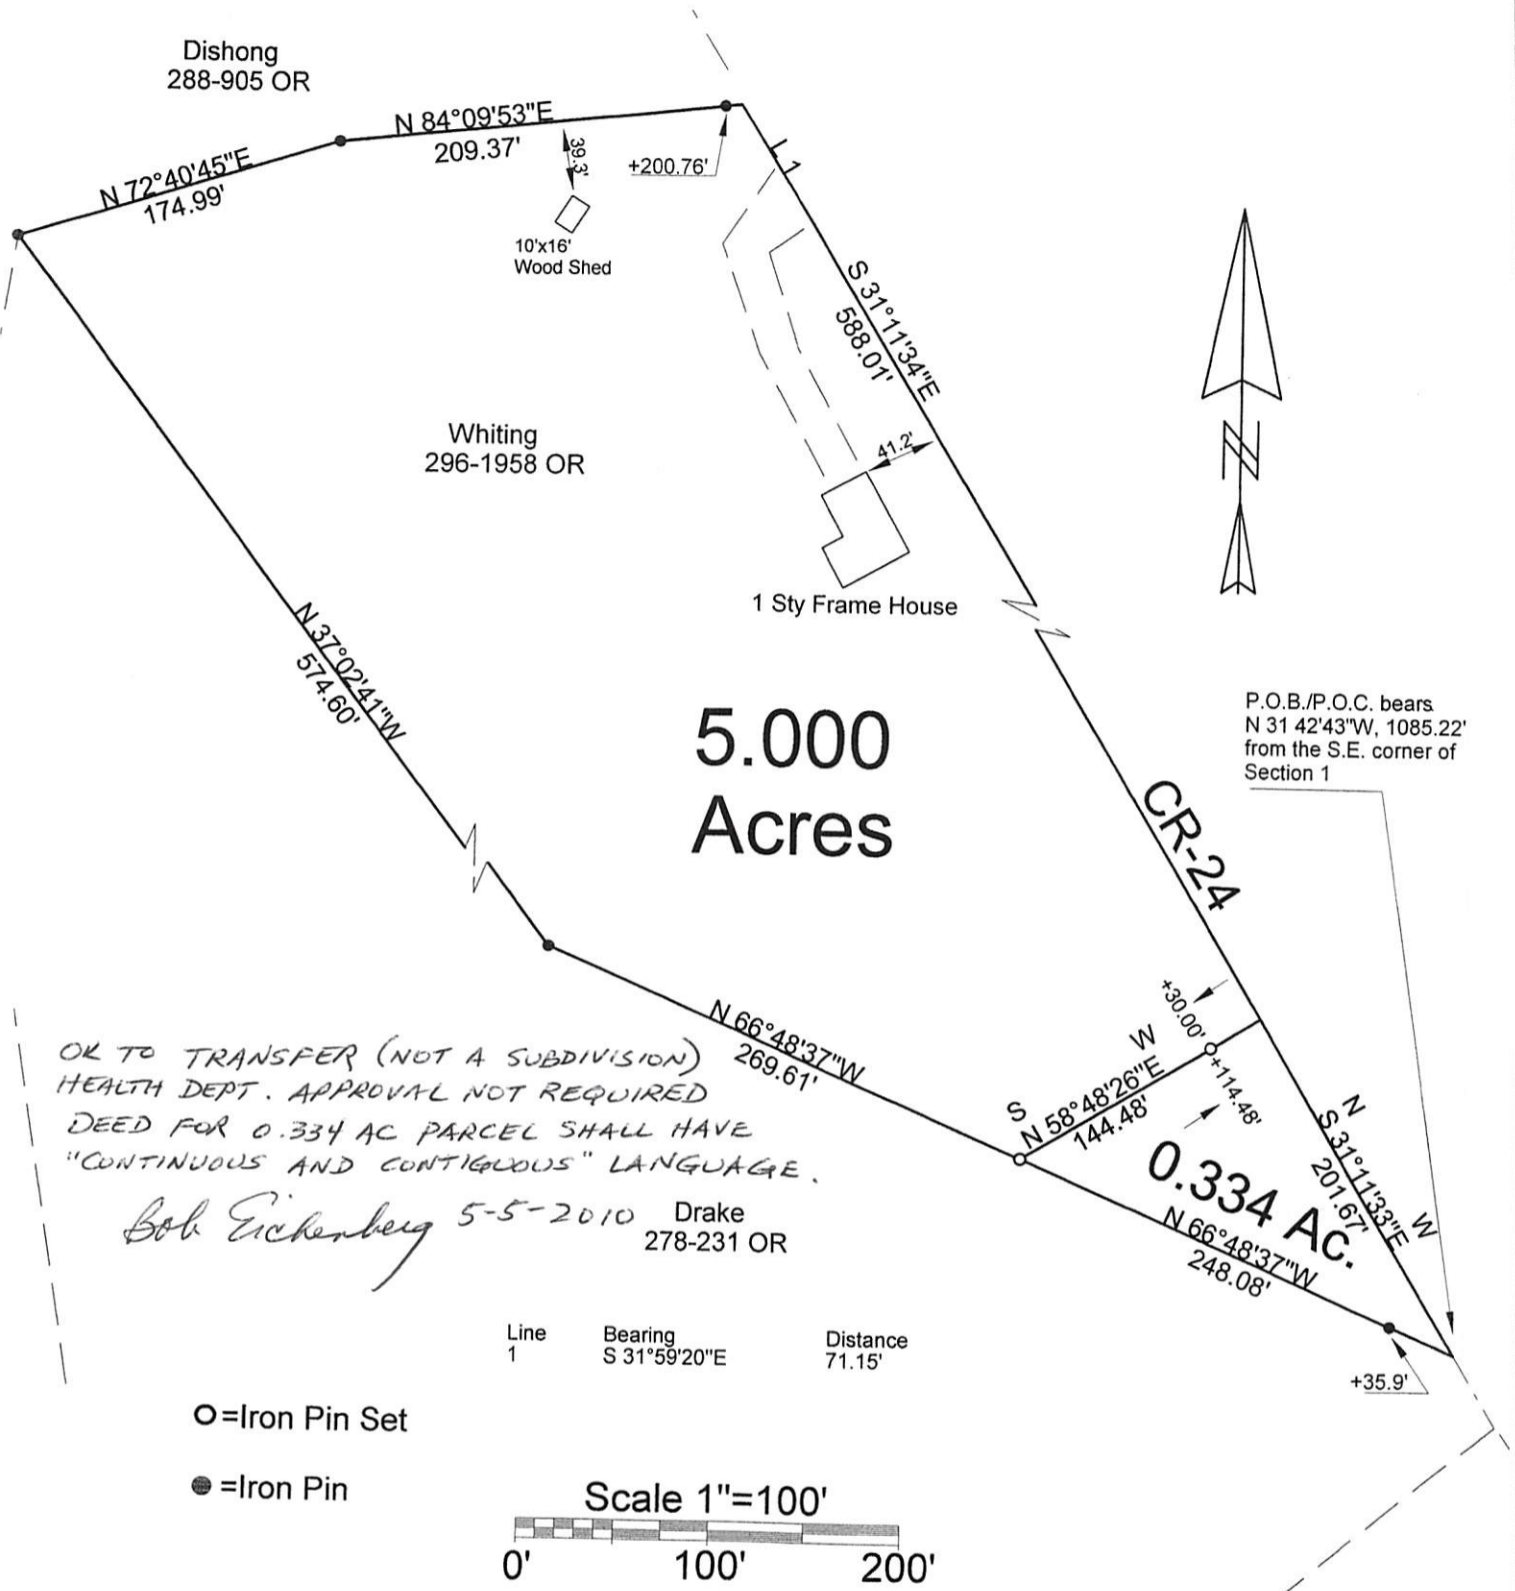 Dishong
288-905 OR
N 84°09'53"E
209.37'
N 72°40'45"E
174.99'
39.3'
+200.76'
L 1
10'x16'
Wood Shed
S 31°11'34"E
588.01'
Whiting
296-1958 OR
41.2'
N
1 Sty Frame House
N 37°02'41"W
574.60'
5.000
Acres
P.O.B./P.O.C. bears
N 31 42'43"W, 1085.22'
from the S.E. corner of
Section 1
CR-24
+30.00'
W
S
N 58°48'26"E
144.48'
+114.48'
N 66°48'37"W
269.61'
OK TO TRANSFER (NOT A SUBDIVISION)
HEALTH DEPT. APPROVAL NOT REQUIRED
DEED FOR 0.334 AC PARCEL SHALL HAVE
"CONTINUOUS AND CONTIGUOUS" LANGUAGE.
Bob Eichenberg 5-5-2010
N
S 31°11'33"E
201.67'
W
0.334 Ac.
N 66°48'37"W
248.08'
Drake
278-231 OR
+35.9'
Line Bearing Distance
1 S 31°59'20"E 71.15'
=Iron Pin Set
=Iron Pin
Scale 1"=100'
0' 100' 200'